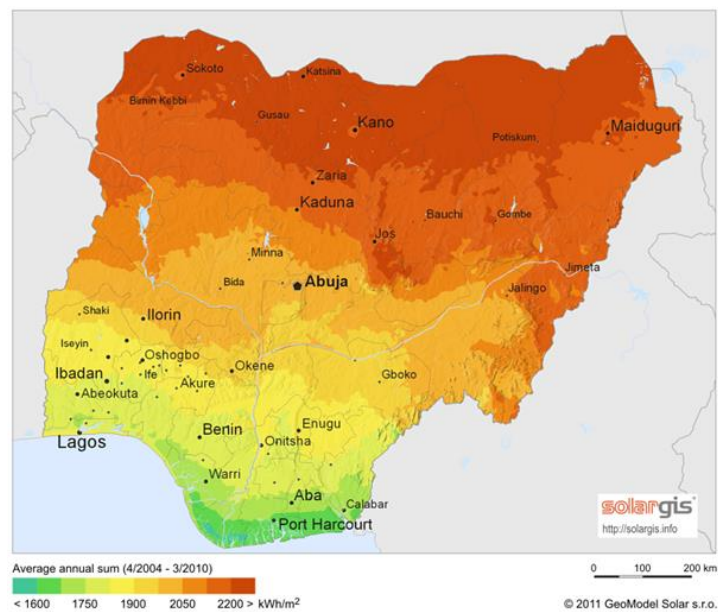 Sokoto
Katsina
Birnin Kebbi
Gusau
Kano
Potiskum
Maiduguri
Zaria
Kaduna
Bauchi
Gombe
Jos
Minna
Jimeta
Bida
Abuja
Jalingo
Shaki
Ilorin
Iseyin
Oshogbo
Okene
Ibadan
Ife
Akure
Gboko
Abeokuta
Benin
Enugu
Lagos
Onitsha
Warri
Aba
Calabar
Port Harcourt
solargis
http://solargis.info
Average annual sum (4/2004 - 3/2010)
0 100 200 km
< 1600 1750 1900 2050 2200 > kWh/m²
© 2011 GeoModel Solar s.r.o.